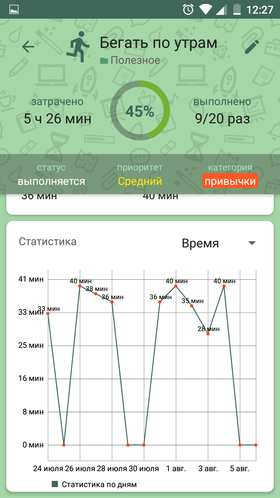 12:27
Бегать по утрам
Полезное
затрачено
5 ч 26 мин
45%
выполнено
9/20 раз
статус
выполняется
приоритет
Средний
категория
привычки
36 мин
40 мин
Статистика
Время
41 мин
33 мин
25 мин
16 мин
8 мин
0 мин
33 мин
40 мин
38 мин
36 мин
36 мин
40 мин
35 мин
28 мин
40 мин
24 июля 26 июля 28 июля 30 июля 1 авг. 3 авг. 5 авг.
Статистика по дням